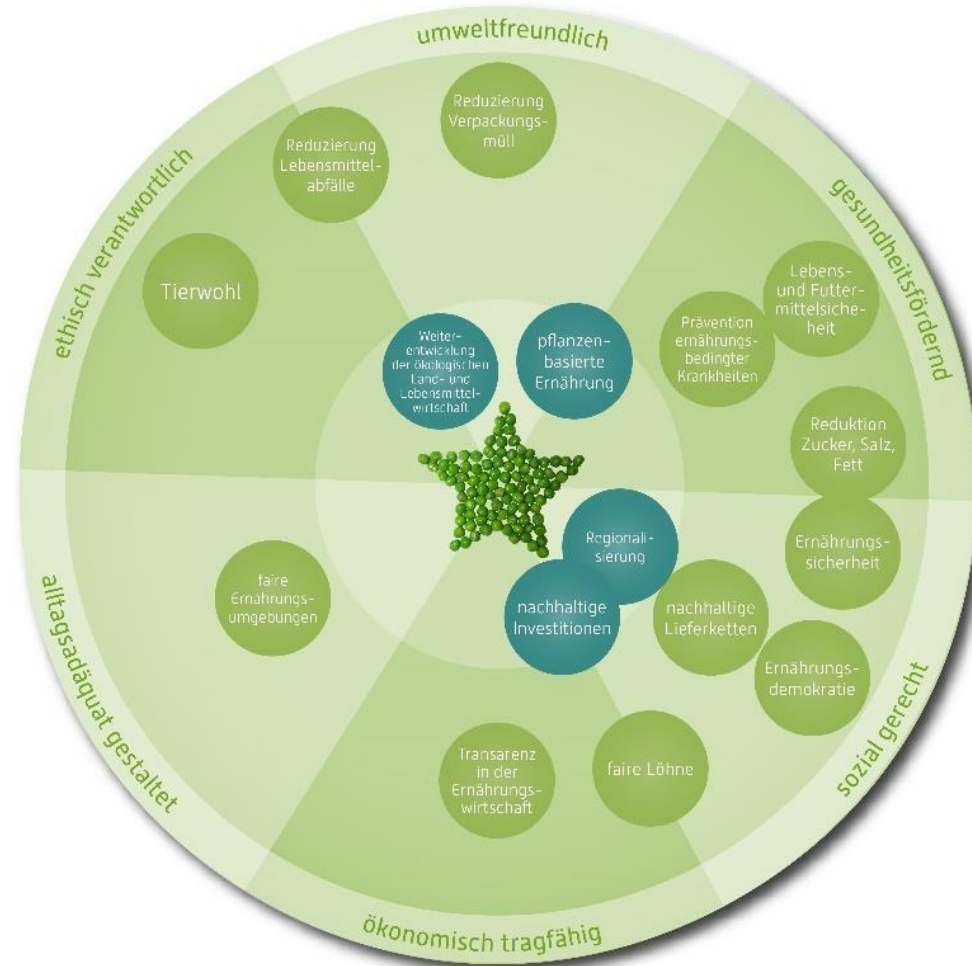 umweltfreundlich
Reduzierung
Verpackungs-
müll
Reduzierung
Lebensmittel-
abfälle
ethisch verantwortlich
Tierwohl
gesundheitsfördernd
Lebens-
und Futter-
mittelsiche-
heit
Prävention
ernährungs-
bedingter
Krankheiten
Weiter-
entwicklung
der ökologischen
Land- und
Lebensmittel-
wirtschaft
pflanzen-
basierte
Ernährung
Reduktion
Zucker, Salz,
Fett
Regionali-
sierung
Ernährungs-
sicherheit
faire
Ernährungs-
umgebungen
nachhaltige
Investitionen
nachhaltige
Lieferketten
Ernährungs-
demokratie
alltagsadäquat gestaltet
sozial gerecht
Transarenz
in der
Ernährungs-
wirtschaft
faire Löhne
ökonomisch tragfähig